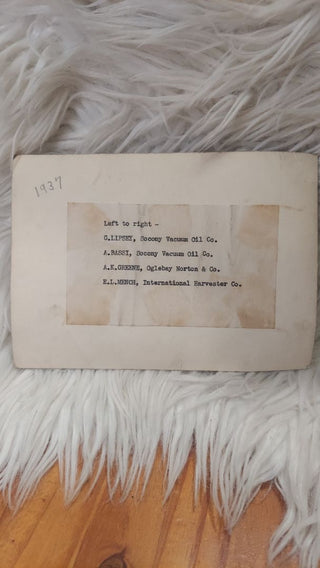 1937
Left to right -
G.LIPSEY, Socony Vacuum Oil Co.
A.BASSI, Socony Vacuum Oil Co.
A.K.GREENE, Oglebay Norton & Co.
E.L.MENCH, International Harvester Co.